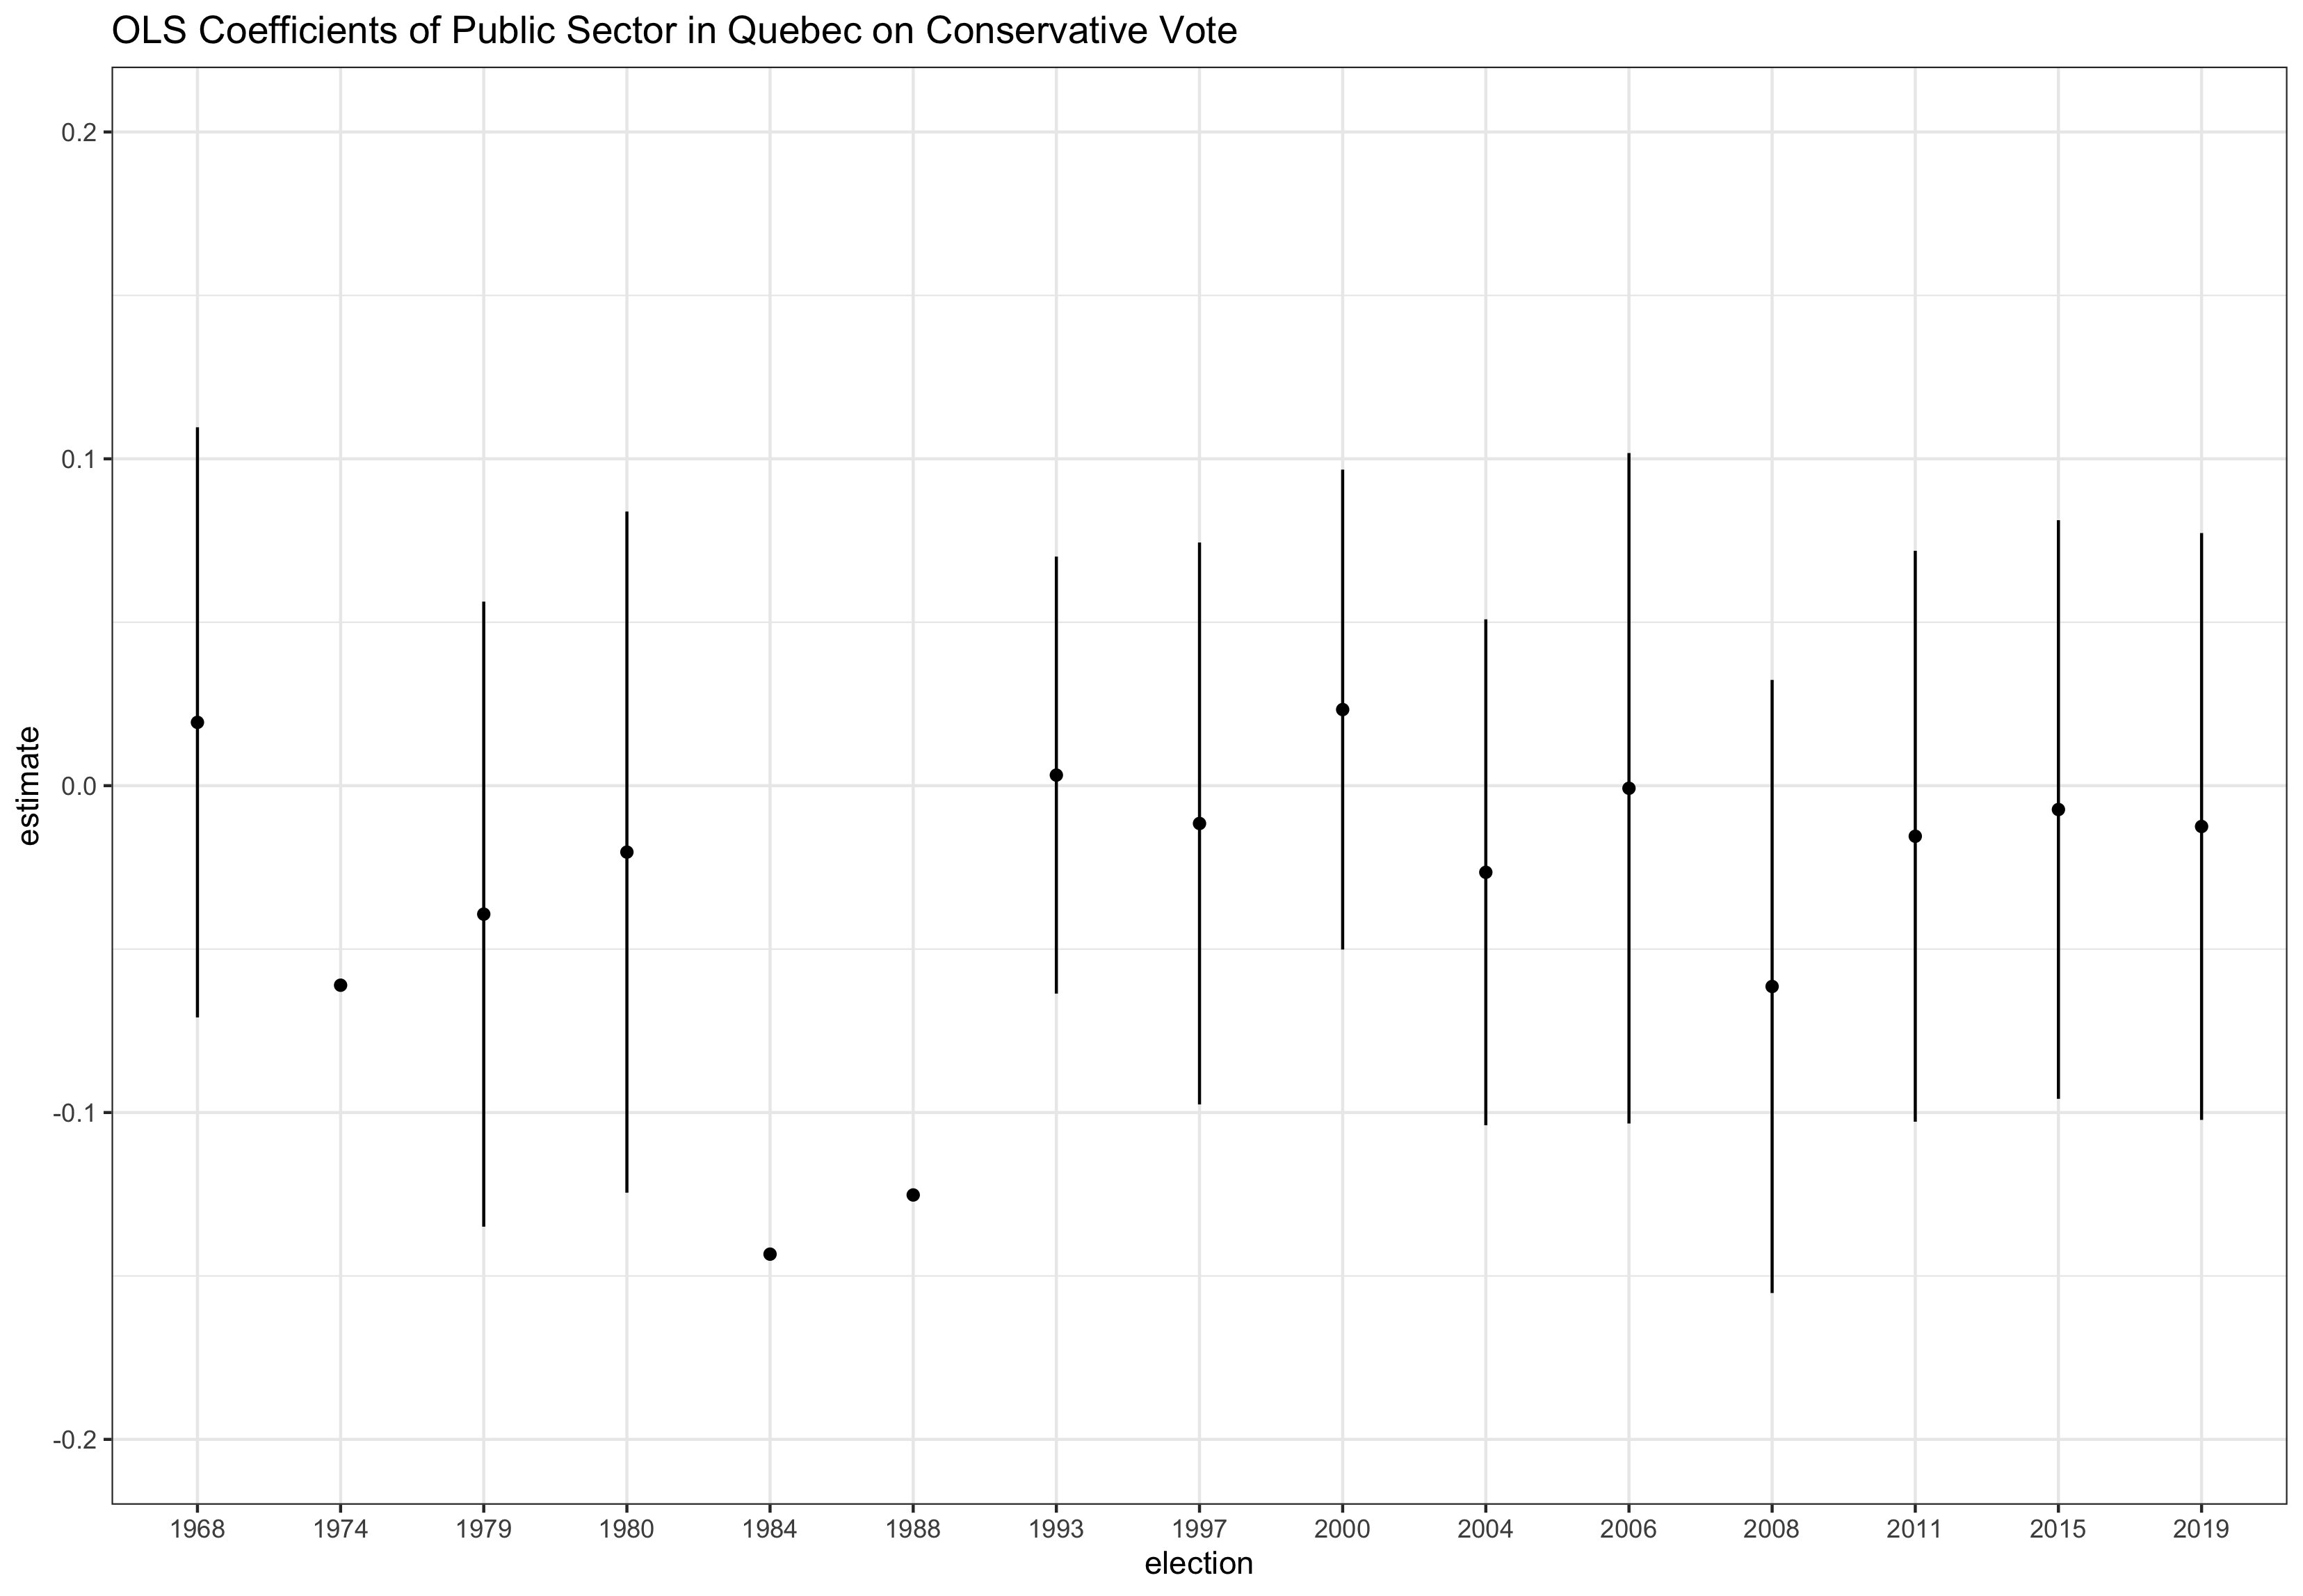 OLS Coefficients of Public Sector in Quebec on Conservative Vote
estimate
0.2
0.1
0.0
-0.1
-0.2
1968 1974 1979 1980 1984 1988 1993 1997 2000 2004 2006 2008 2011 2015 2019
election